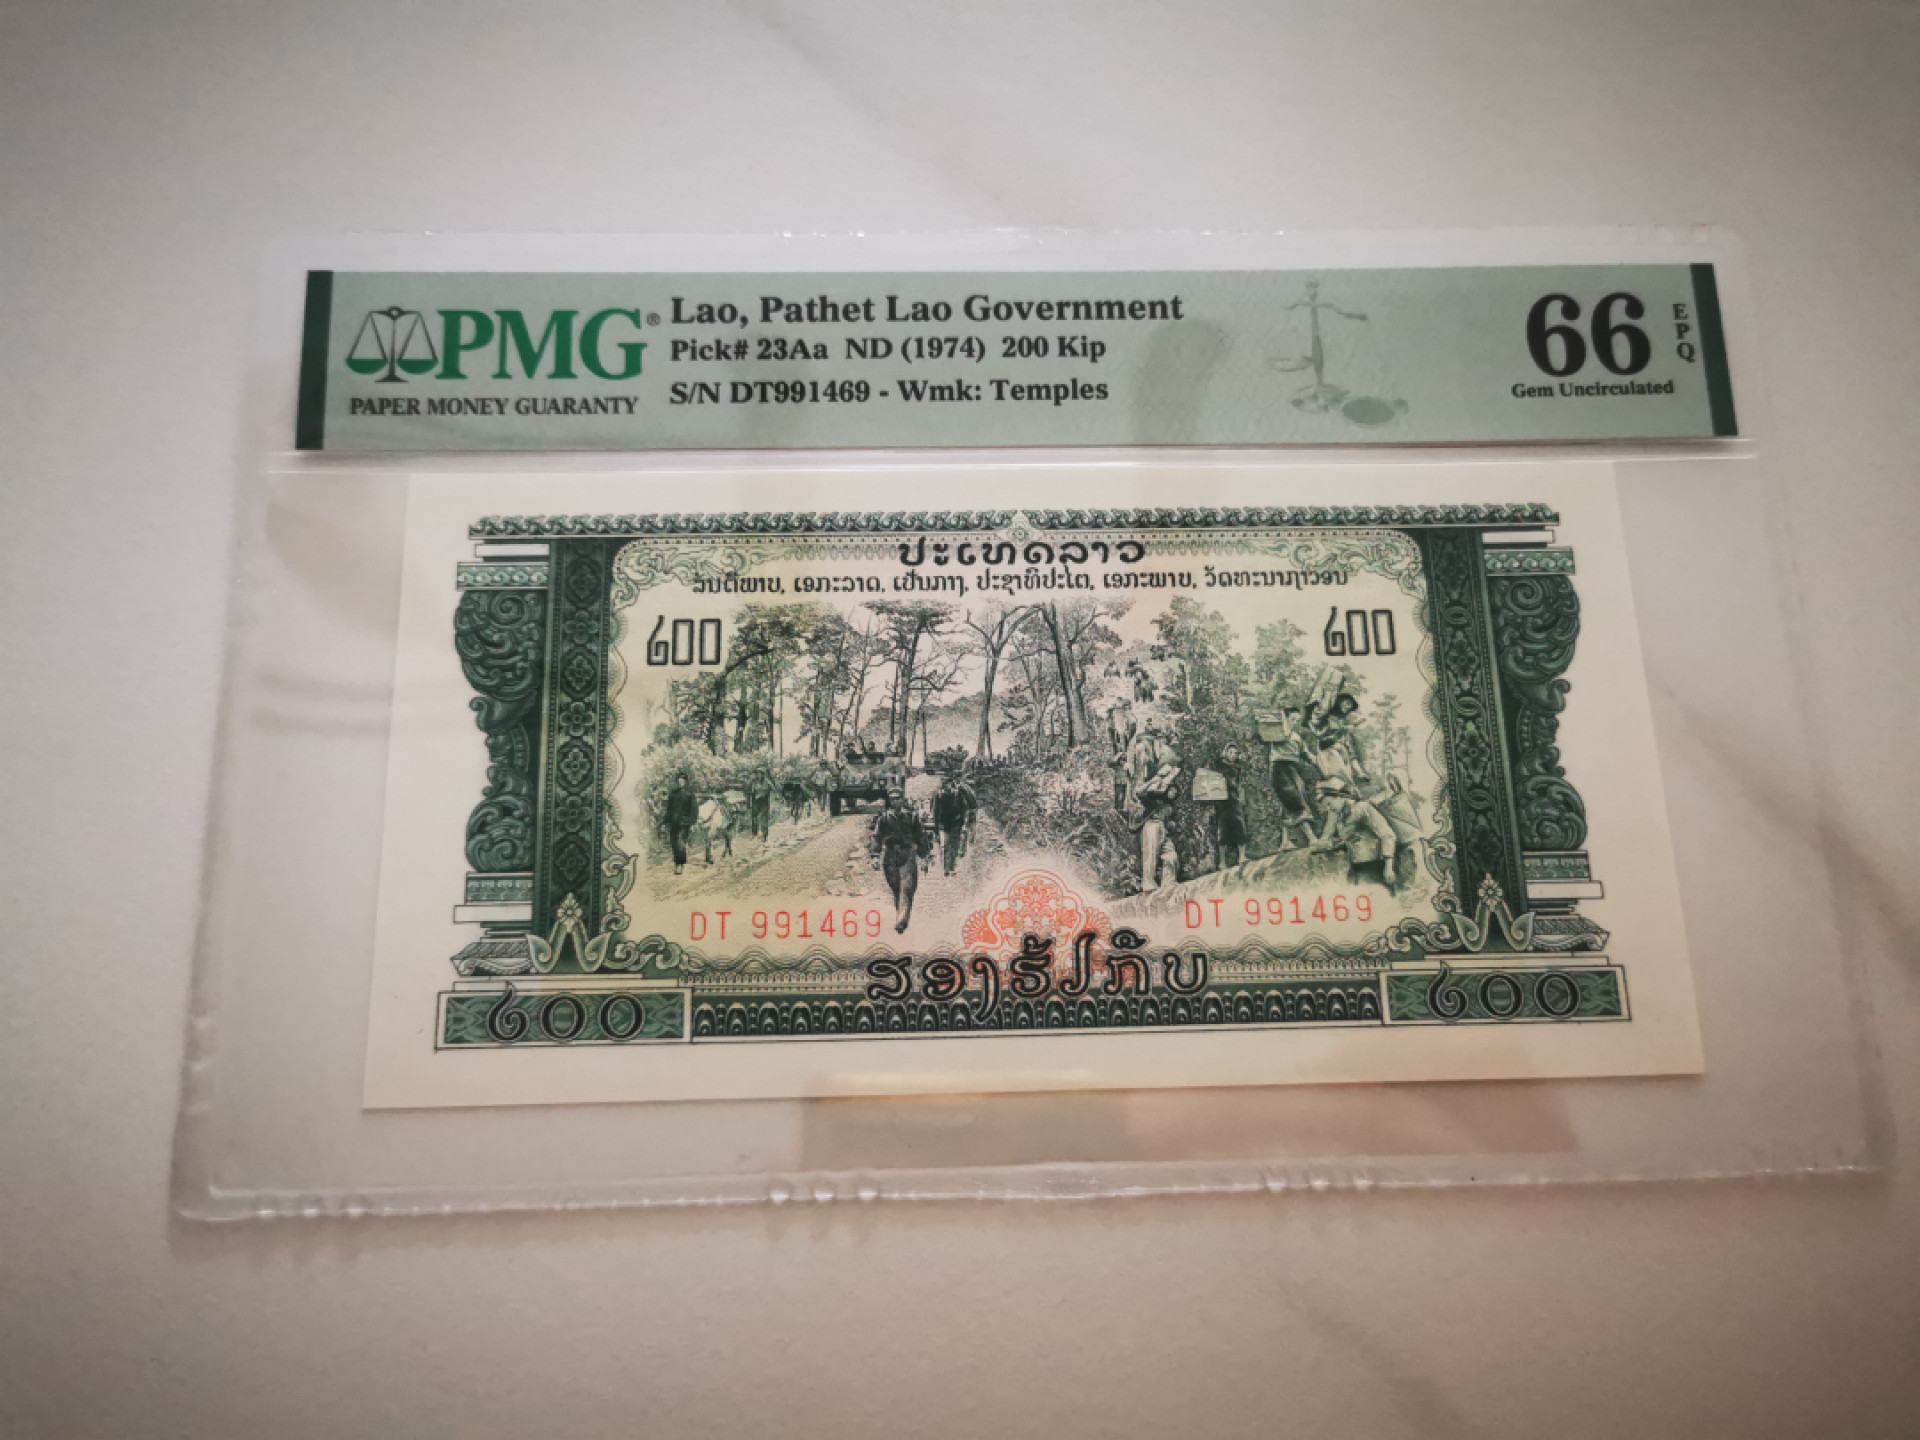 PMG®
PAPER MONEY GUARANTY
Lao, Pathet Lao Government
Pick# 23Aa ND (1974) 200 Kip
S/N DT991469 - Wmk: Temples
66
EPQ
Gem Uncirculated
ປະເທດລາວ
ສັນຕິພາບ, ເອກະລາດ, ເປັນກາງ, ປະຊາທິປະໄຕ, ເອກະພາບ, ວັດທະນາຖາວອນ
໒໐໐ ໒໐໐
DT 991469 DT 991469
ສອງຮ້ອຍກີບ
໒໐໐ ໒໐໐